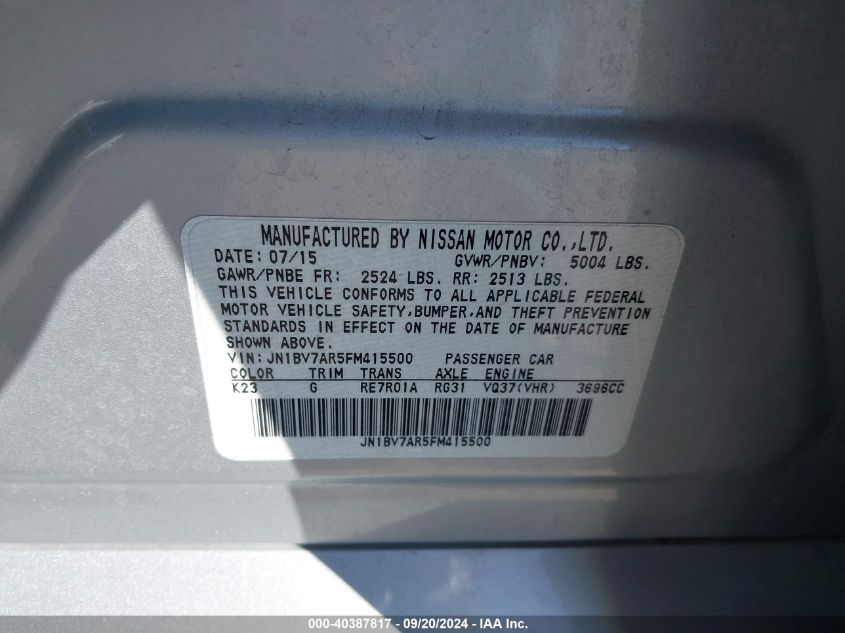 MANUFACTURED BY NISSAN MOTOR CO.,LTD.
DATE: 07/15 GVWR/PNBV: 5004 LBS.
GAWR/PNBE FR: 2524 LBS. RR: 2513 LBS.
THIS VEHICLE CONFORMS TO ALL APPLICABLE FEDERAL
MOTOR VEHICLE SAFETY,BUMPER,AND THEFT PREVENTION
STANDARDS IN EFFECT ON THE DATE OF MANUFACTURE
SHOWN ABOVE.
VIN: JN1BV7AR5FM415500 PASSENGER CAR
COLOR TRIM TRANS AXLE ENGINE
K23 G RE7R01A RG31 VQ37(VHR) 3696CC
JN1BV7AR5FM415500
000-40387817 - 09/20/2024 - IAA Inc.